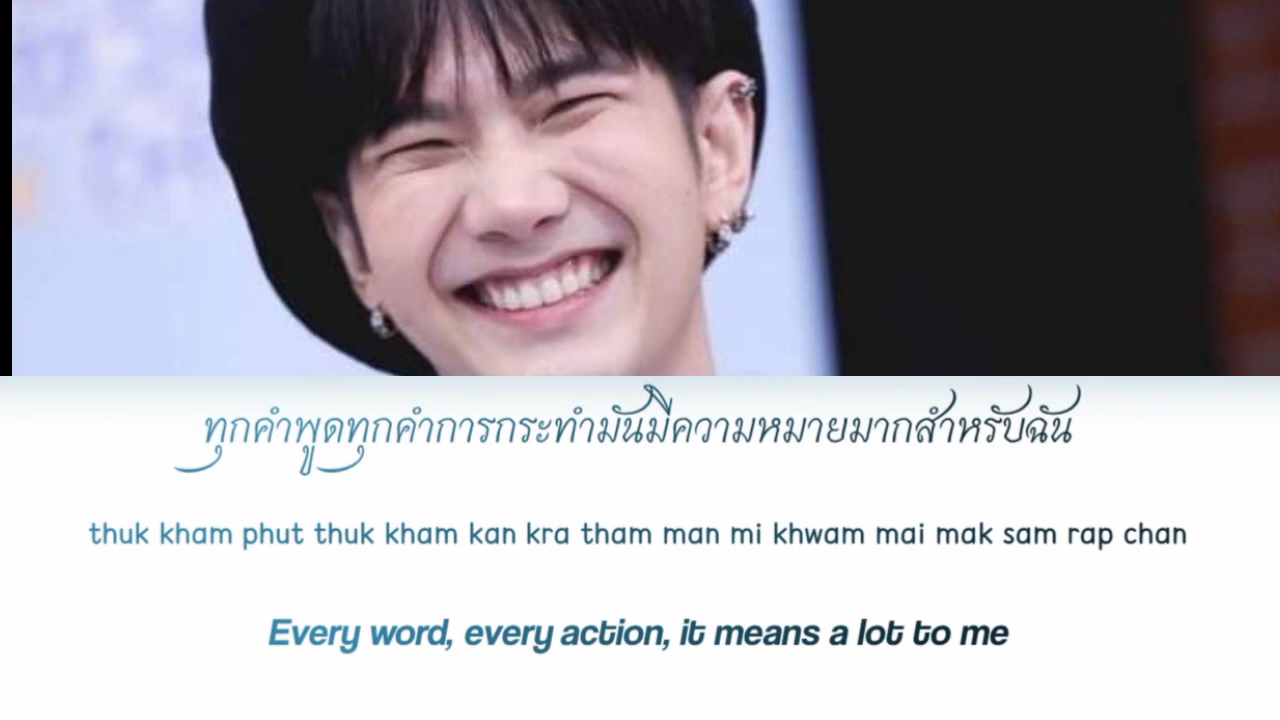 ทุกคำพูดทุกคำการกระทำมันมีความหมายมากสำหรับฉัน
thuk kham phut thuk kham kan kra tham man mi khwam mai mak sam rap chan
Every word, every action, it means a lot to me